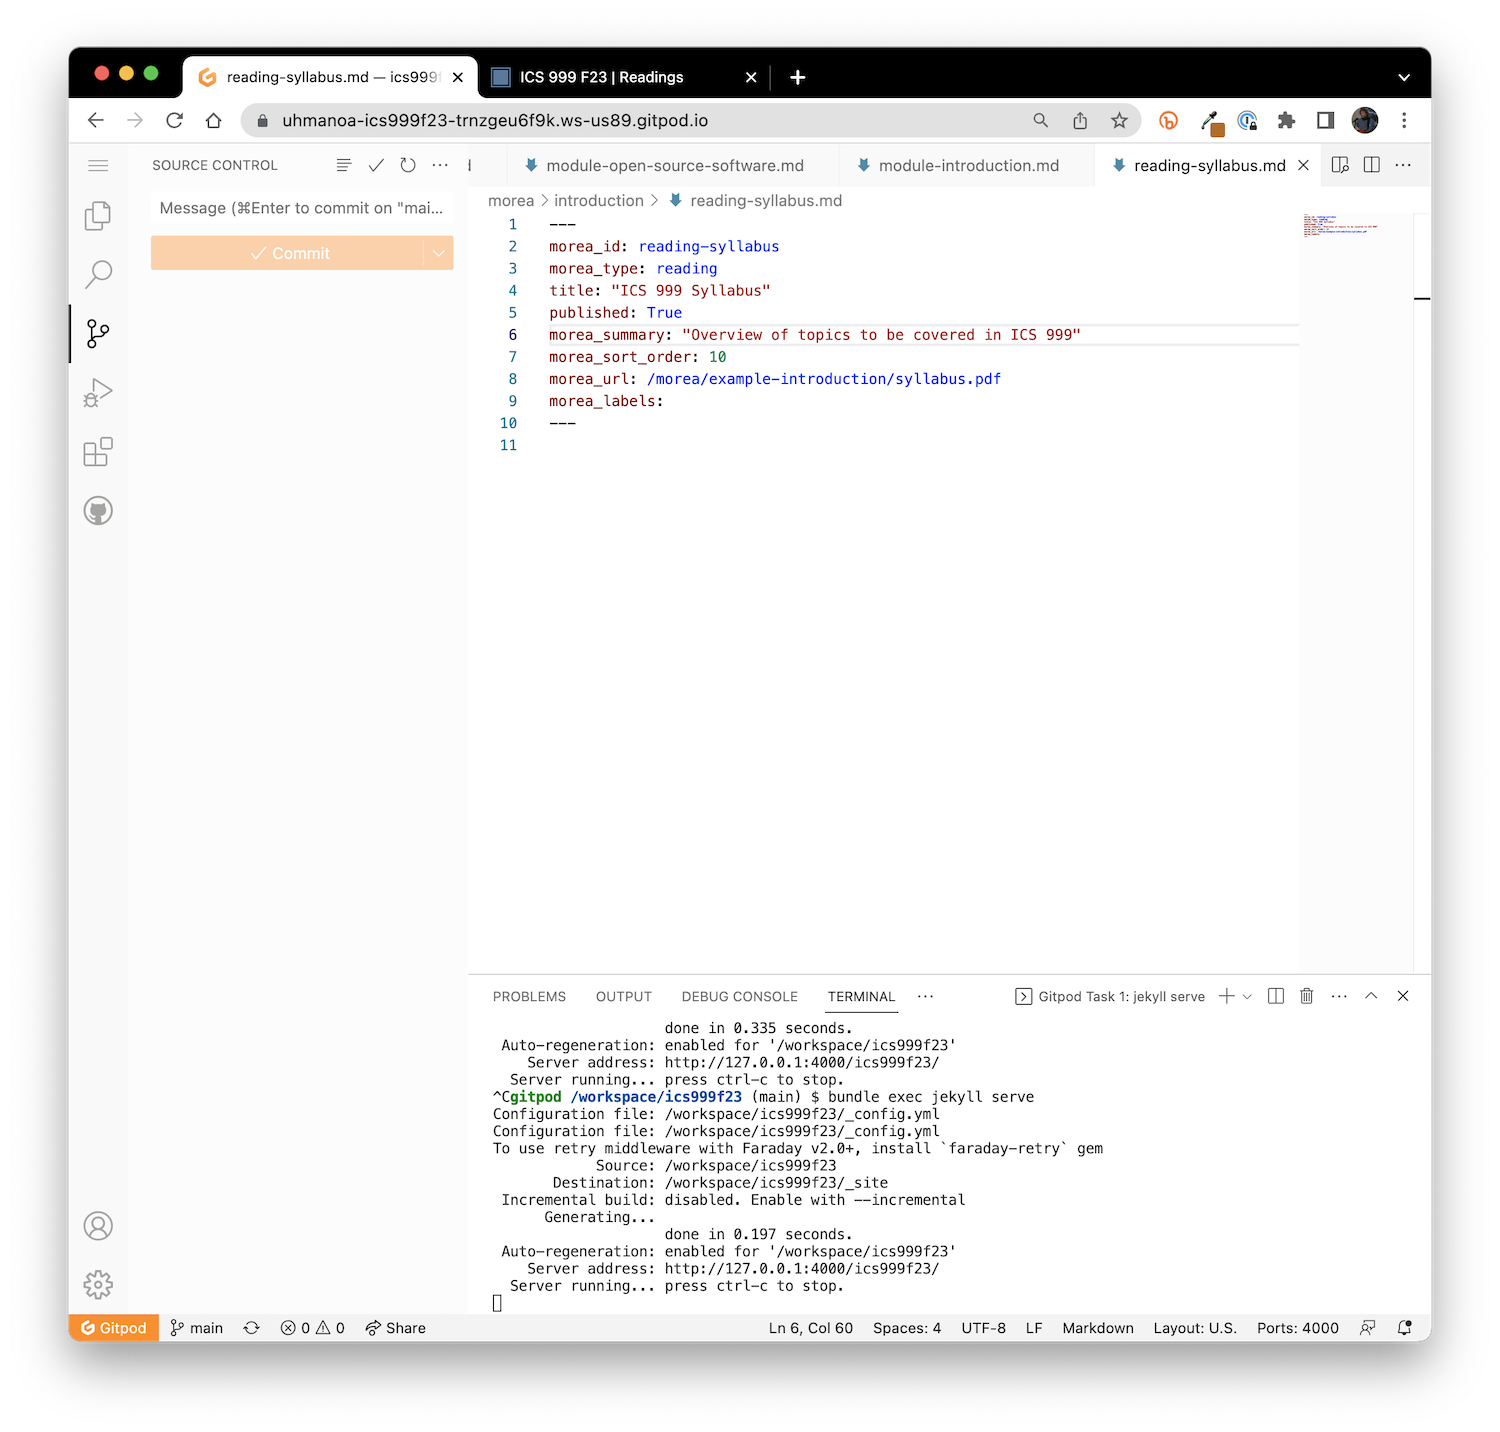 reading-syllabus.md — ics999f
ICS 999 F23 | Readings
uhmanoa-ics999f23-trnzgeu6f9k.ws-us89.gitpod.io
SOURCE CONTROL
module-open-source-software.md
module-introduction.md
reading-syllabus.md
Message (⌘Enter to commit on "mai...
Commit
morea > introduction > reading-syllabus.md
1 ---
2 morea_id: reading-syllabus
3 morea_type: reading
4 title: "ICS 999 Syllabus"
5 published: True
6 morea_summary: "Overview of topics to be covered in ICS 999"
7 morea_sort_order: 10
8 morea_url: /morea/example-introduction/syllabus.pdf
9 morea_labels:
10 ---
11
PROBLEMS OUTPUT DEBUG CONSOLE TERMINAL ··· Gitpod Task 1: jekyll serve
done in 0.335 seconds.
Auto-regeneration: enabled for '/workspace/ics999f23'
Server address: http://127.0.0.1:4000/ics999f23/
Server running... press ctrl-c to stop.
^Cgitpod /workspace/ics999f23 (main) $ bundle exec jekyll serve
Configuration file: /workspace/ics999f23/_config.yml
Configuration file: /workspace/ics999f23/_config.yml
To use retry middleware with Faraday v2.0+, install `faraday-retry` gem
Source: /workspace/ics999f23
Destination: /workspace/ics999f23/_site
Incremental build: disabled. Enable with --incremental
Generating...
done in 0.197 seconds.
Auto-regeneration: enabled for '/workspace/ics999f23'
Server address: http://127.0.0.1:4000/ics999f23/
Server running... press ctrl-c to stop.
Gitpod main 0 0 Share Ln 6, Col 60 Spaces: 4 UTF-8 LF Markdown Layout: U.S. Ports: 4000